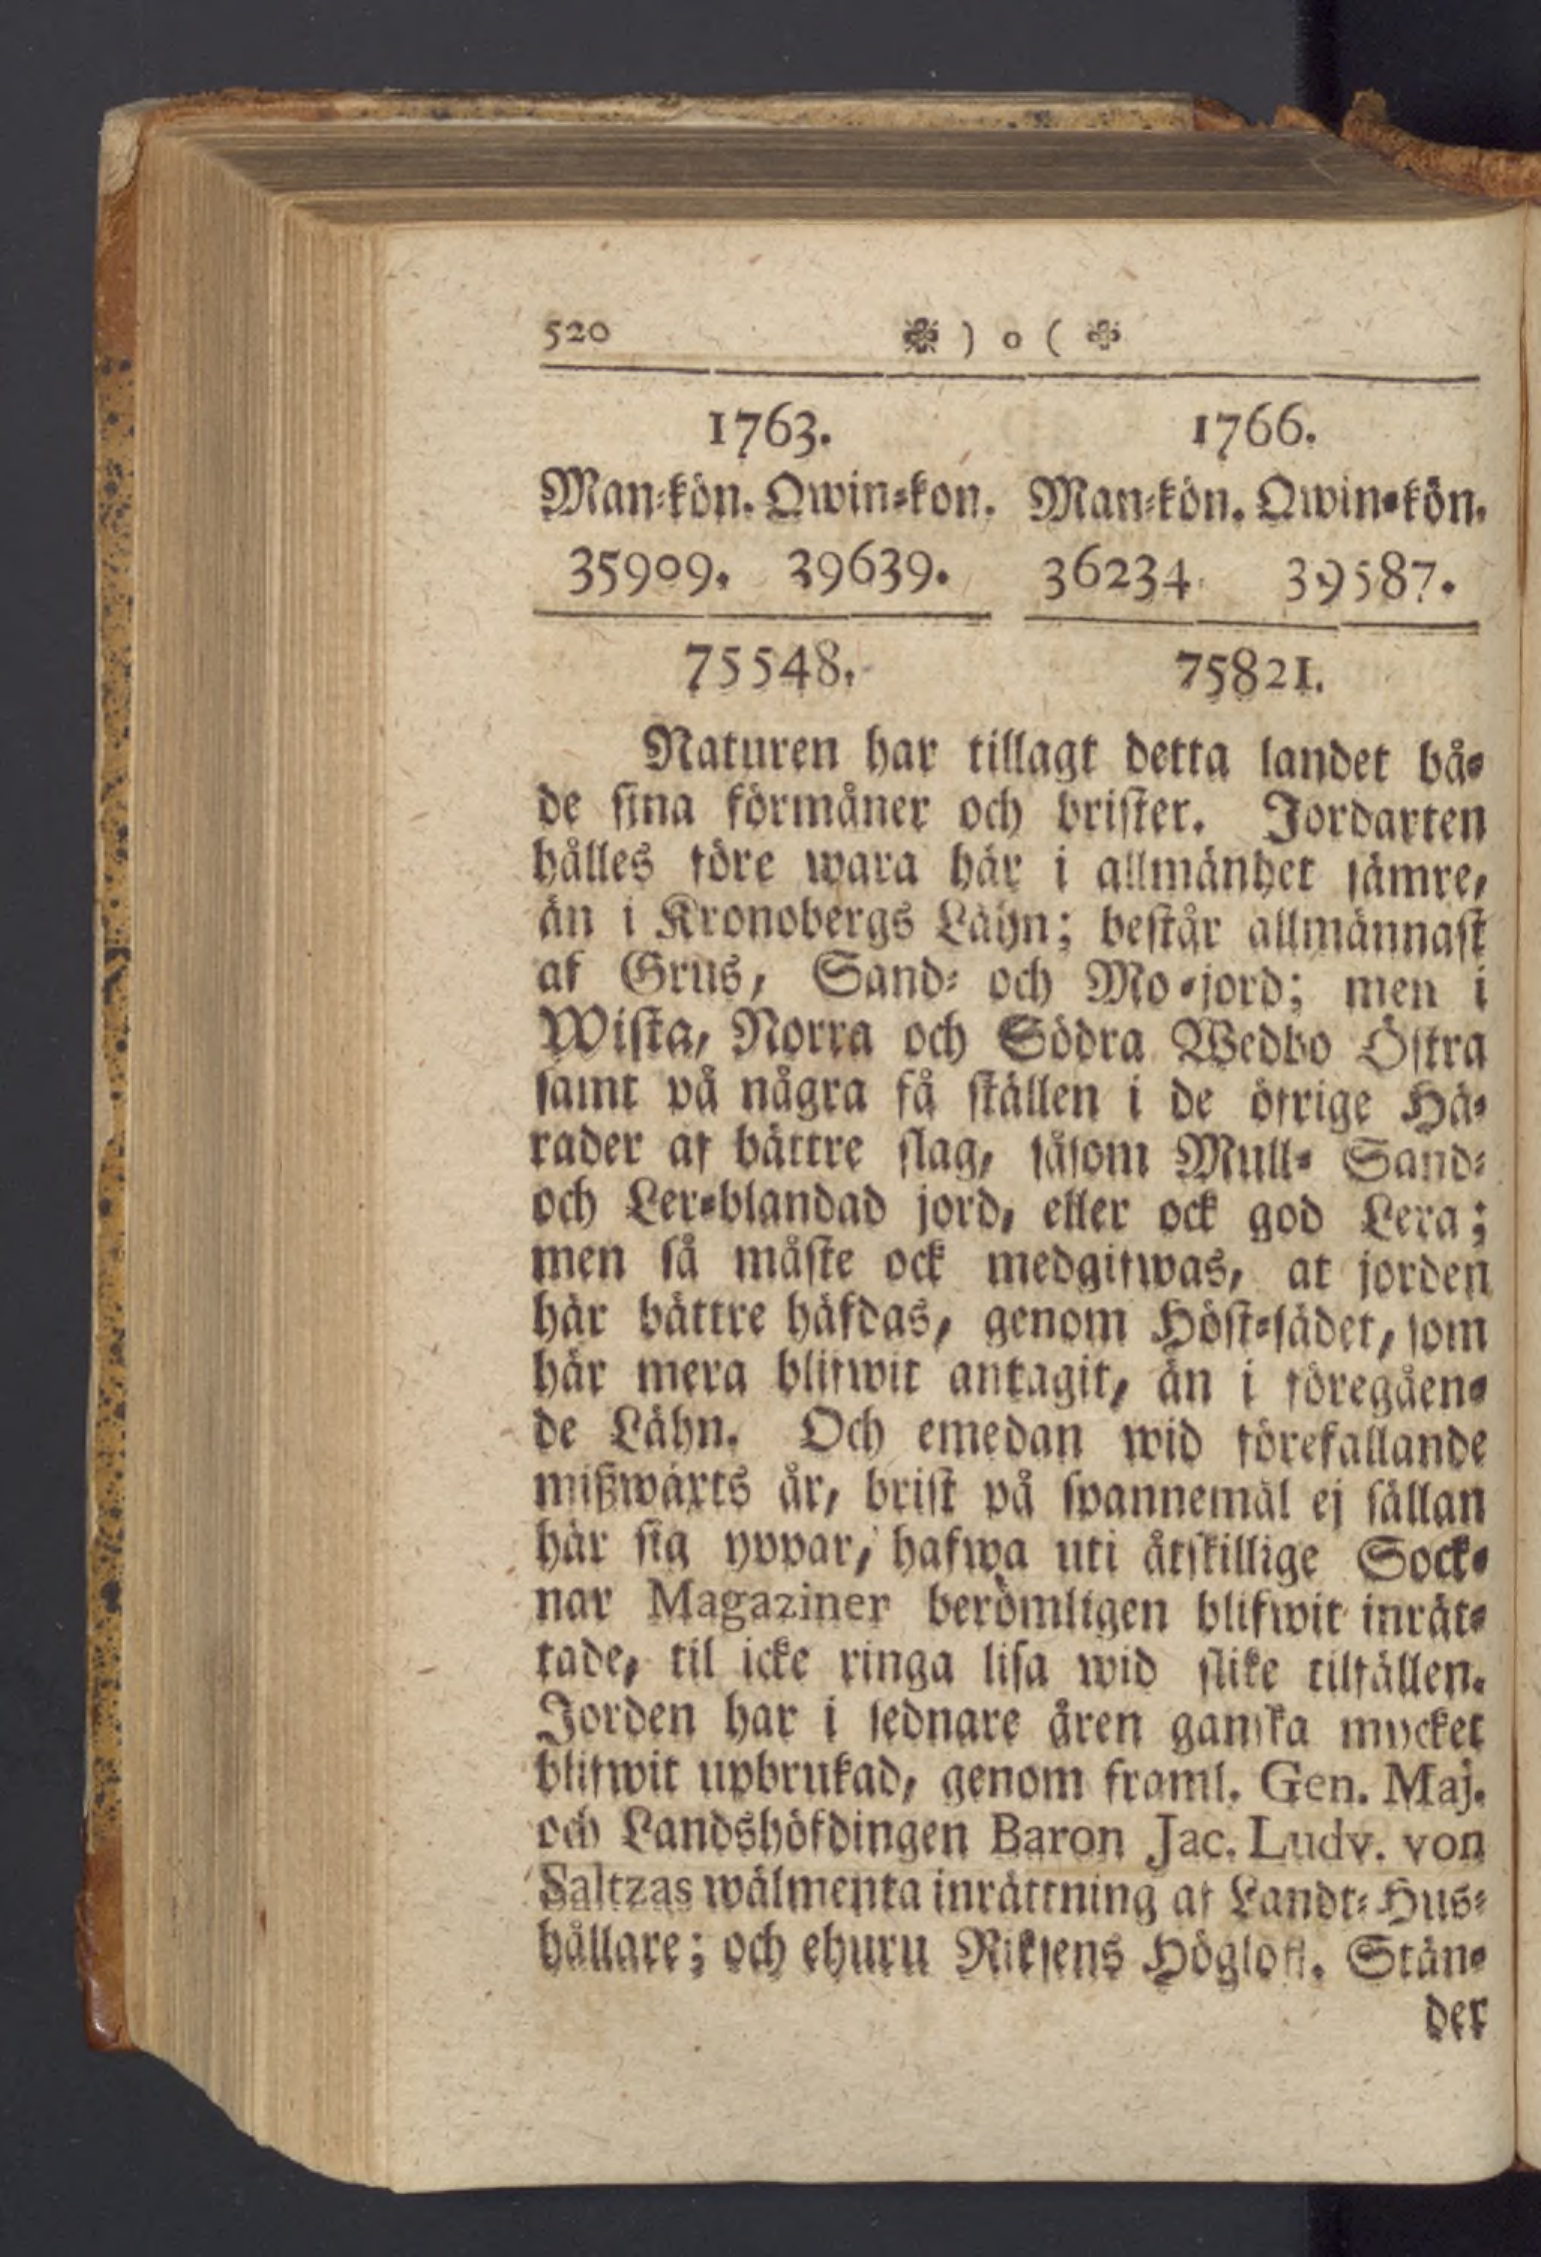 520 ) o (
1763. 1766.
Man-kön. Qwin-kon. Man-kön. Qwin-kön.
35909. 39639. 36234. 39587.
75548. 75821.
Naturen har tillagt detta landet bå-
de sina förmåner och brister. Jordarten
hålles före wara här i allmänhet sämre,
än i Kronobergs Lähn; består allmännast
af Grus, Sand- och Mo-jord; men i
Wista, Norra och Södra Wedbo Östra
samt på några få ställen i de öfrige Hä-
rader af bättre slag, såsom Mull- Sand-
och Ler-blandad jord, eller ock god Lera;
men så måste ock medgifwas, at jorden
här bättre häfdas, genom Höst-sädet, som
här mera blifwit antagit, än i föregåen-
de Lähn. Och emedan wid förefallande
mißwäxts år, brist på spannemål ej sällan
här sig yppar, hafwa uti åtskillige Sock-
nar Magaziner berömligen blifwit inrät-
tade, til icke ringa lisa wid slike tilfällen.
Jorden har i sednare åren ganska mycket
blifwit upbrukad, genom framl. Gen. Maj.
och Landshöfdingen Baron Jac. Ludv. von
Saltzas wälmenta inrättning af Landt-Hus-
hållare; och ehuru Riksens Höglofl. Stän-
der